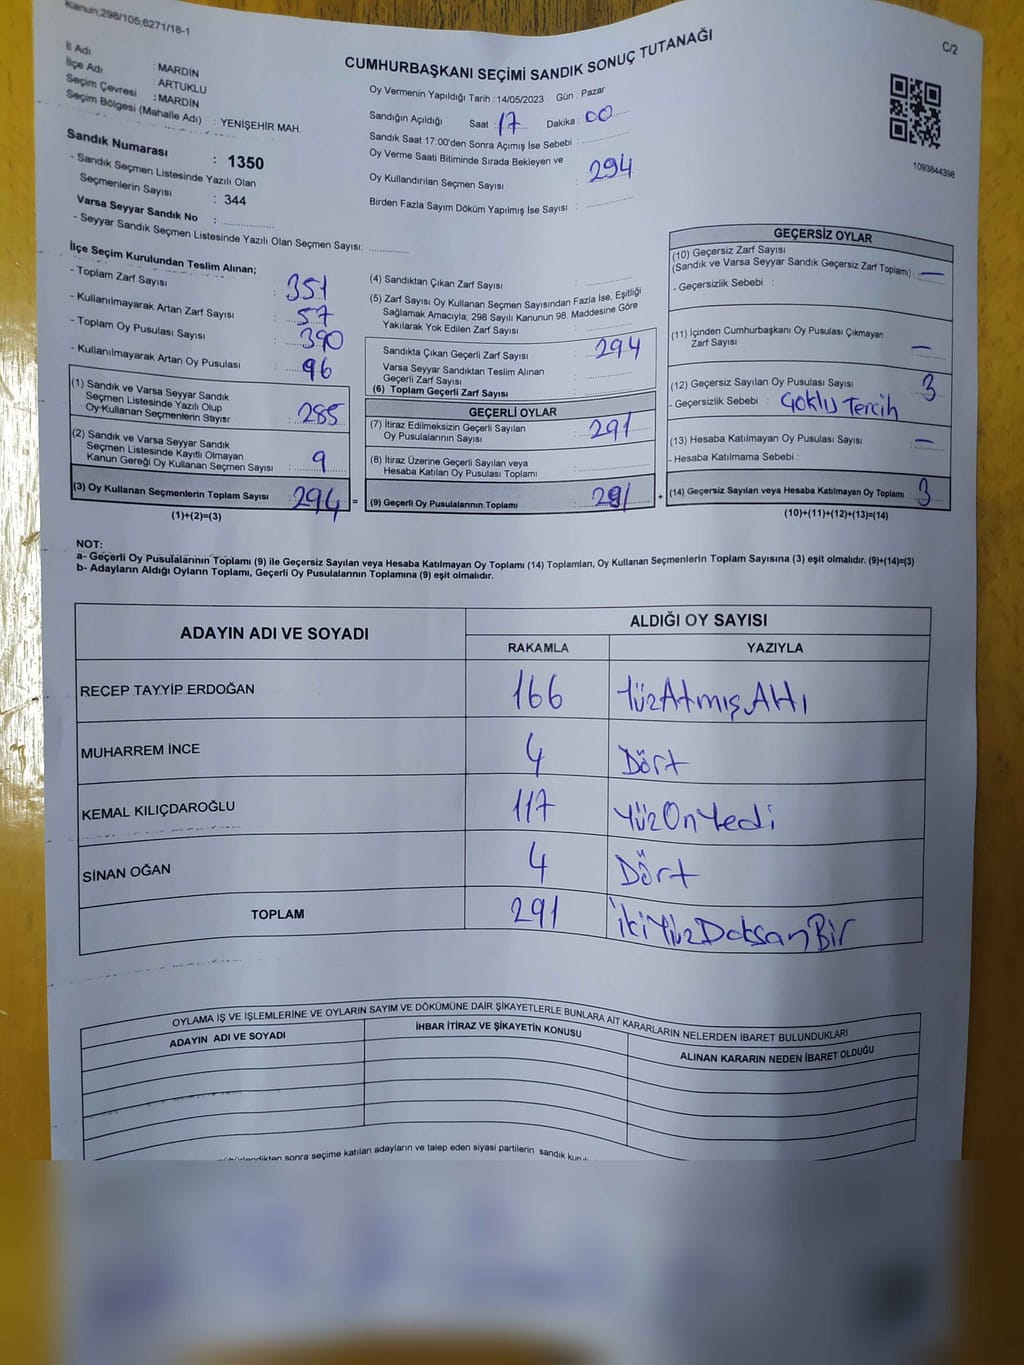 Kanun;298/105,6271/18-1
C/2
CUMHURBAŞKANI SEÇİMİ SANDIK SONUÇ TUTANAĞI
İl Adı : MARDİN
İlçe Adı : ARTUKLU
Seçim Çevresi : MARDİN
Seçim Bölgesi (Mahalle Adı) : YENİŞEHİR MAH.
Sandık Numarası : 1350
- Sandık Seçmen Listesinde Yazılı Olan
Seçmenlerin Sayısı : 344
Varsa Seyyar Sandık No :
- Seyyar Sandık Seçmen Listesinde Yazılı Olan Seçmen Sayısı:
Oy Vermenin Yapıldığı Tarih : 14/05/2023 Gün : Pazar
Sandığın Açıldığı Saat : 17 Dakika : 00
Sandık Saat 17:00'den Sonra Açımış İse Sebebi :
Oy Verme Saati Bitiminde Sırada Bekleyen ve
Oy Kullandırılan Seçmen Sayısı : 294
Birden Fazla Sayım Döküm Yapılmış İse Sayısı :
1093844398
İlçe Seçim Kurulundan Teslim Alınan;
- Toplam Zarf Sayısı : 351
- Kullanılmayarak Artan Zarf Sayısı : 57
- Toplam Oy Pusulası Sayısı : 390
- Kullanılmayarak Artan Oy Pusulası : 96
(1) Sandık ve Varsa Seyyar Sandık
Seçmen Listesinde Yazılı Olup
Oy Kullanan Seçmenlerin Sayısı : 285
(2) Sandık ve Varsa Seyyar Sandık
Seçmen Listesinde Kayıtlı Olmayan
Kanun Gereği Oy Kullanan Seçmen Sayısı : 9
(3) Oy Kullanan Seçmenlerin Toplam Sayısı : 294 =
(1)+(2)=(3)
(4) Sandıktan Çıkan Zarf Sayısı :
(5) Zarf Sayısı Oy Kullanan Seçmen Sayısından Fazla İse, Eşitliği
Sağlamak Amacıyla; 298 Sayılı Kanunun 98. Maddesine Göre
Yakılarak Yok Edilen Zarf Sayısı :
Sandıkta Çıkan Geçerli Zarf Sayısı : 294
Varsa Seyyar Sandıktan Teslim Alınan
Geçerli Zarf Sayısı :
(6) Toplam Geçerli Zarf Sayısı :
GEÇERLİ OYLAR
(7) İtiraz Edilmeksizin Geçerli Sayılan
Oy Pusulalarının Sayısı : 291
(8) İtiraz Üzerine Geçerli Sayılan veya
Hesaba Katılan Oy Pusulası Toplamı :
(9) Geçerli Oy Pusulalarının Toplamı : 291 +
GEÇERSİZ OYLAR
(10) Geçersiz Zarf Sayısı
(Sandık ve Varsa Seyyar Sandık Geçersiz Zarf Toplamı) : —
- Geçersizlik Sebebi :
(11) İçinden Cumhurbaşkanı Oy Pusulası Çıkmayan
Zarf Sayısı : —
(12) Geçersiz Sayılan Oy Pusulası Sayısı : 3
- Geçersizlik Sebebi : Çoklu Tercih
(13) Hesaba Katılmayan Oy Pusulası Sayısı : —
- Hesaba Katılmama Sebebi :
(14) Geçersiz Sayılan veya Hesaba Katılmayan Oy Toplamı : 3
(10)+(11)+(12)+(13)=(14)
NOT:
a- Geçerli Oy Pusulalarının Toplamı (9) ile Geçersiz Sayılan veya Hesaba Katılmayan Oy Toplamı (14) Toplamları, Oy Kullanan Seçmenlerin Toplam Sayısına (3) eşit olmalıdır. (9)+(14)=(3)
b- Adayların Aldığı Oyların Toplamı, Geçerli Oy Pusulalarının Toplamına (9) eşit olmalıdır.
ADAYIN ADI VE SOYADI ALDIĞI OY SAYISI
RAKAMLA YAZIYLA
RECEP TAYYİP ERDOĞAN 166 YüzAtmışAltı
MUHARREM İNCE 4 Dört
KEMAL KILIÇDAROĞLU 117 YüzOnYedi
SİNAN OĞAN 4 Dört
TOPLAM 291 İkiYüzDoksanBir
OYLAMA İŞ VE İŞLEMLERİNE VE OYLARIN SAYIM VE DÖKÜMÜNE DAİR ŞİKAYETLERLE BUNLARA AİT KARARLARIN NELERDEN İBARET BULUNDUKLARI
ADAYIN ADI VE SOYADI İHBAR İTİRAZ VE ŞİKAYETİN KONUSU ALINAN KARARIN NEDEN İBARET OLDUĞU
sonra seçime katılan adayların ve talep eden siyasi partilerin sandık